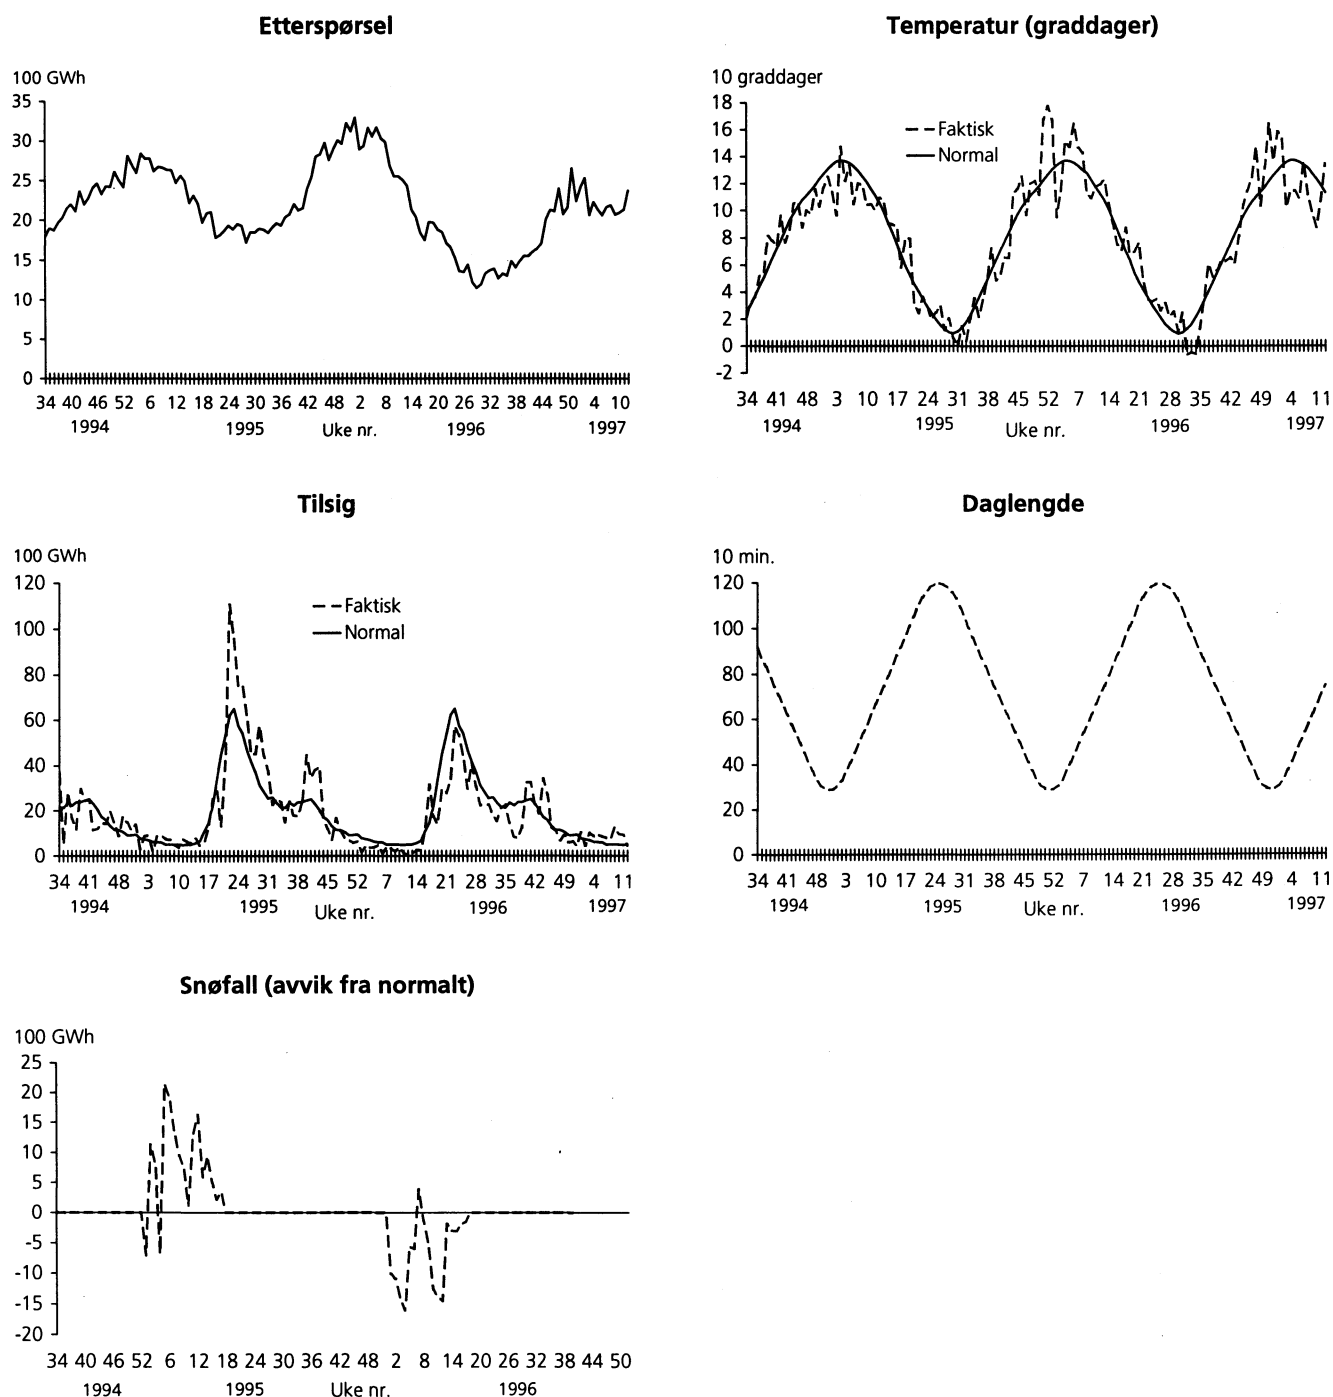 Etterspørsel
100 GWh
35
30
25
20
15
10
5
0
34 40 46 52 6 12 18 24 30 36 42 48 2 8 14 20 26 32 38 44 50 4 10
1994 1995 Uke nr. 1996 1997
Temperatur (graddager)
10 graddager
18
16
14
12
10
8
6
4
2
0
-2
Faktisk
Normal
34 41 48 3 10 17 24 31 38 45 52 7 14 21 28 35 42 49 4 11
1994 1995 Uke nr. 1996 1997
Tilsig
100 GWh
120
100
80
60
40
20
0
Faktisk
Normal
34 41 48 3 10 17 24 31 38 45 52 7 14 21 28 35 42 49 4 11
1994 1995 Uke nr. 1996 1997
Daglengde
10 min.
120
100
80
60
40
20
0
34 41 48 3 10 17 24 31 38 45 52 7 14 21 28 35 42 49 4 11
1994 1995 Uke nr. 1996 1997
Snøfall (avvik fra normalt)
100 GWh
25
20
15
10
5
0
-5
-10
-15
-20
34 40 46 52 6 12 18 24 30 36 42 48 2 8 14 20 26 32 38 44 50
1994 1995 Uke nr. 1996